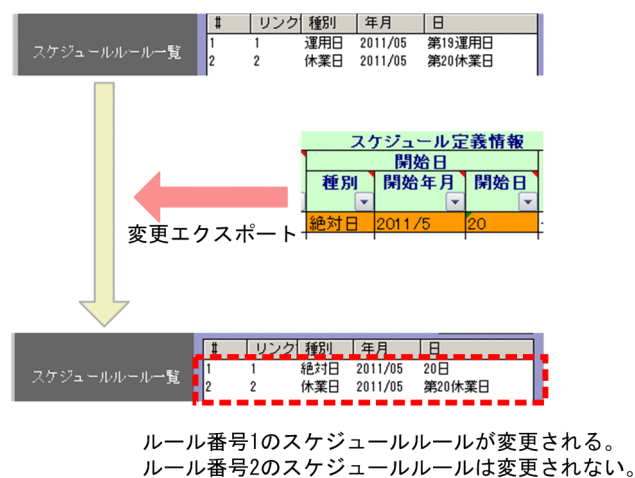 # リンク 種別 年月 日
スケジュールルール一覧
1 1 運用日 2011/05 第19運用日
2 2 休業日 2011/05 第20休業日
スケジュール定義情報
開始日
種別 開始年月 開始日
絶対日 2011/5 20
変更エクスポート
# リンク 種別 年月 日
スケジュールルール一覧
1 1 絶対日 2011/05 20日
2 2 休業日 2011/05 第20休業日
ルール番号1のスケジュールルールが変更される。
ルール番号2のスケジュールルールは変更されない。